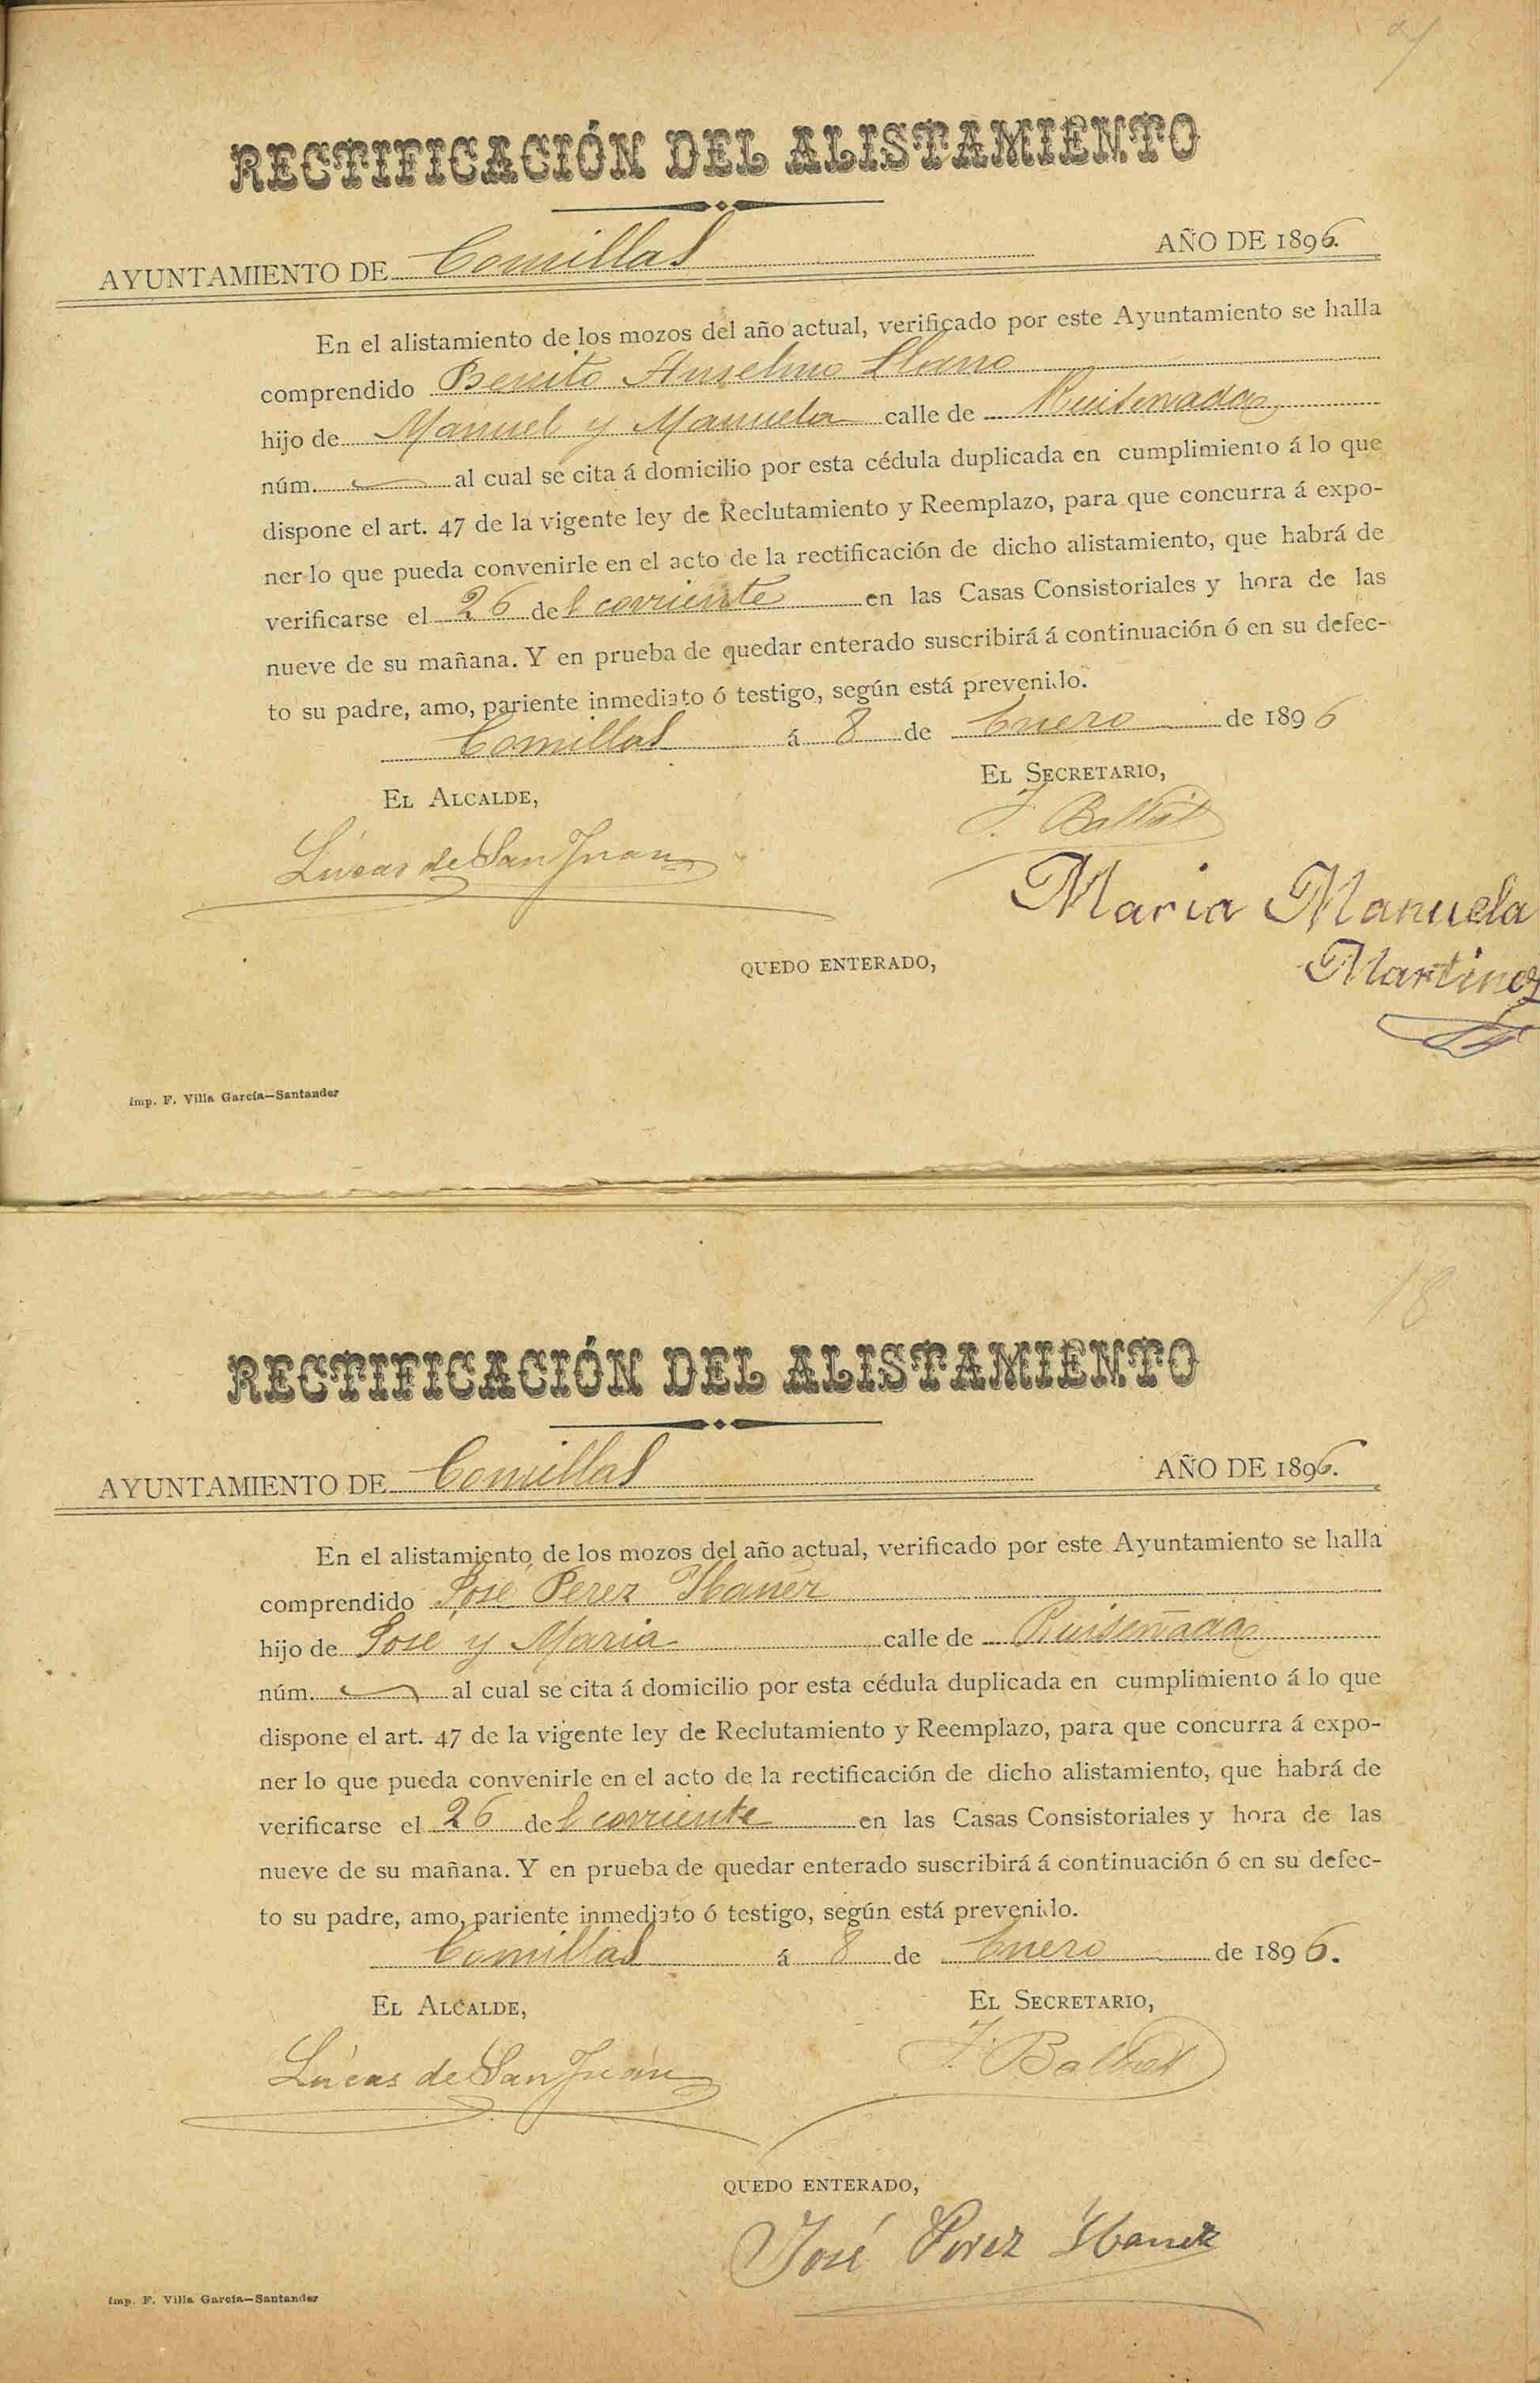 RECTIFICACIÓN DEL ALISTAMIENTO
AYUNTAMIENTO DE Comillas AÑO DE 1896.
En el alistamiento de los mozos del año actual, verificado por este Ayuntamiento se halla
comprendido Benito Anselmo Llano
hijo de Manuel y Manuela calle de Ruiseñada
núm. al cual se cita á domicilio por esta cédula duplicada en cumplimiento á lo que
dispone el art. 47 de la vigente ley de Reclutamiento y Reemplazo, para que concurra á expo-
ner lo que pueda convenirle en el acto de la rectificación de dicho alistamiento, que habrá de
verificarse el 26 del corriente en las Casas Consistoriales y hora de las
nueve de su mañana. Y en prueba de quedar enterado suscribirá á continuación ó en su defec-
to su padre, amo, pariente inmediato ó testigo, según está prevenido.
Comillas á 8 de Enero de 1896
EL ALCALDE, EL SECRETARIO,
Lúcas de San Juan
Maria Manuela
Martinez
QUEDO ENTERADO,
Imp. F. Villa García—Santander
18
RECTIFICACIÓN DEL ALISTAMIENTO
AYUNTAMIENTO DE Comillas AÑO DE 1896.
En el alistamiento de los mozos del año actual, verificado por este Ayuntamiento se halla
comprendido José Perez Ibañez
hijo de José y Maria calle de Ruiseñada
núm. al cual se cita á domicilio por esta cédula duplicada en cumplimiento á lo que
dispone el art. 47 de la vigente ley de Reclutamiento y Reemplazo, para que concurra á expo-
ner lo que pueda convenirle en el acto de la rectificación de dicho alistamiento, que habrá de
verificarse el 26 del corriente en las Casas Consistoriales y hora de las
nueve de su mañana. Y en prueba de quedar enterado suscribirá á continuación ó en su defec-
to su padre, amo, pariente inmediato ó testigo, según está prevenido.
Comillas á 8 de Enero de 1896.
EL ALCALDE, EL SECRETARIO,
Lúcas de San Juan
QUEDO ENTERADO,
José Perez Ybanez
Imp. F. Villa García—Santander